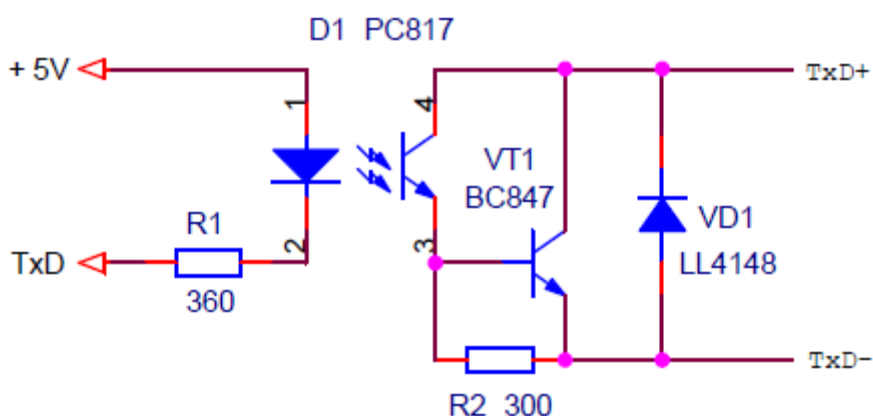 D1 PC817
+ 5V
TxD+
1
4
VT1
BC847
R1
VD1
TxD
2
3
LL4148
360
TxD-
R2 300